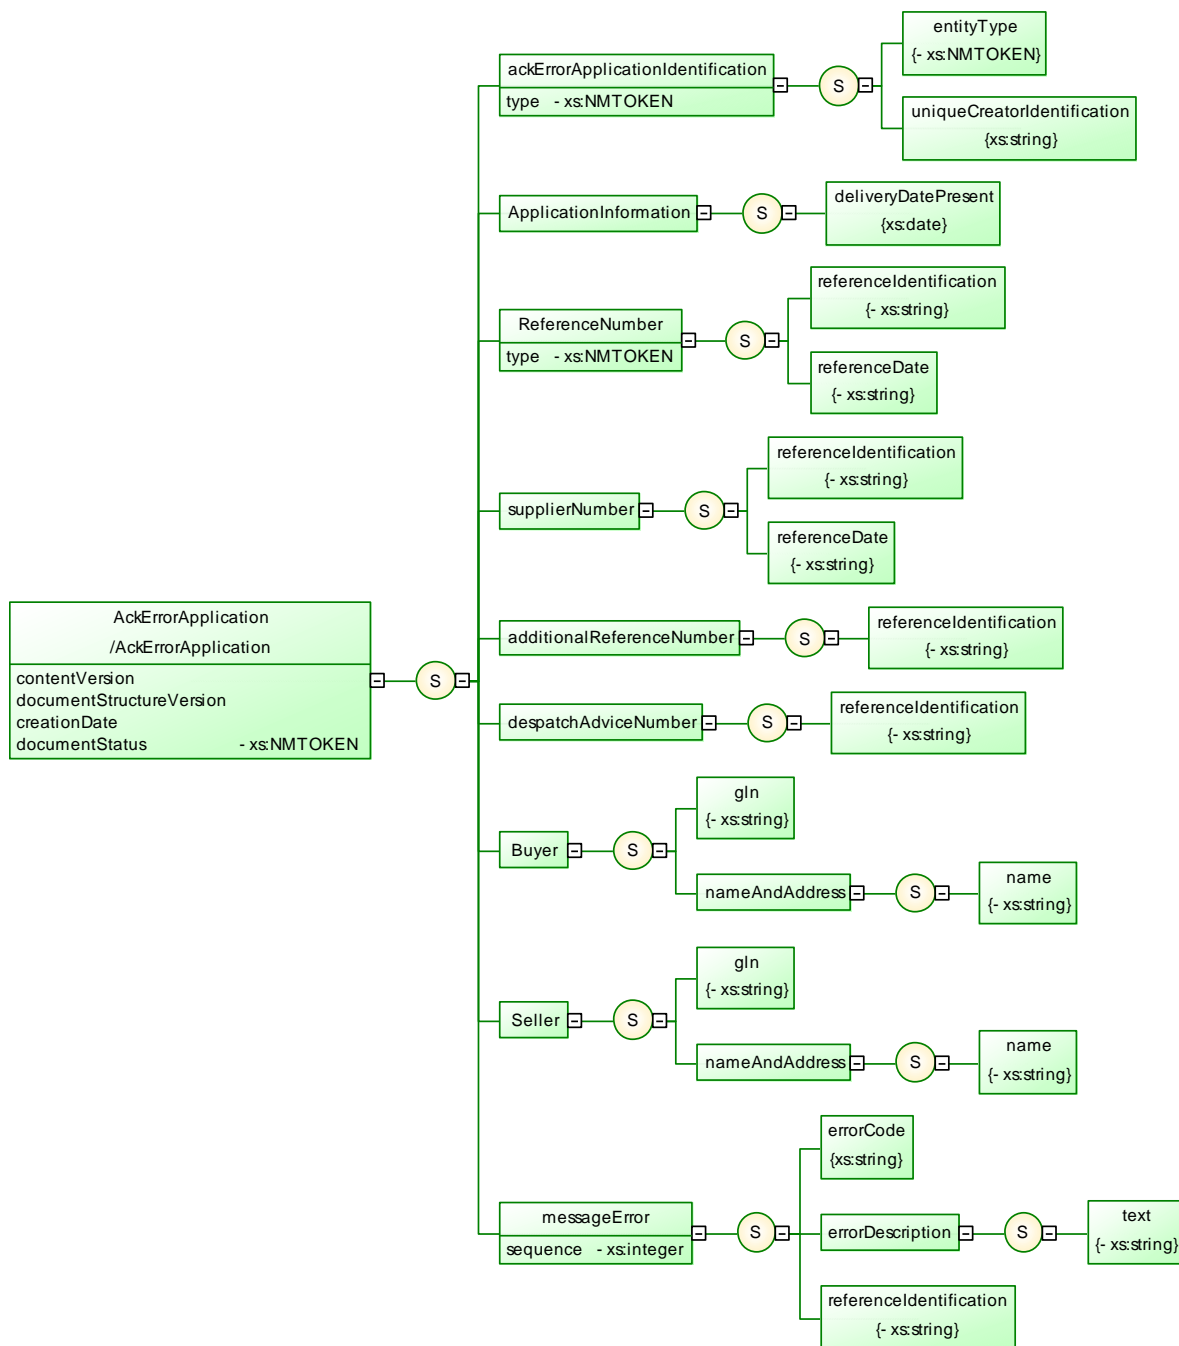 entityType
{- xs:NMTOKEN}
ackErrorApplicationIdentification
type - xs:NMTOKEN
S
uniqueCreatorIdentification
{xs:string}
ApplicationInformation
S
deliveryDatePresent
{xs:date}
referenceIdentification
{- xs:string}
ReferenceNumber
type - xs:NMTOKEN
S
referenceDate
{- xs:string}
referenceIdentification
{- xs:string}
supplierNumber
S
referenceDate
{- xs:string}
AckErrorApplication
/AckErrorApplication
contentVersion
documentStructureVersion
creationDate
documentStatus - xs:NMTOKEN
S
additionalReferenceNumber
S
referenceIdentification
{- xs:string}
despatchAdviceNumber
S
referenceIdentification
{- xs:string}
gln
{- xs:string}
Buyer
S
nameAndAddress
S
name
{- xs:string}
gln
{- xs:string}
Seller
S
nameAndAddress
S
name
{- xs:string}
errorCode
{xs:string}
messageError
sequence - xs:integer
S
errorDescription
S
text
{- xs:string}
referenceIdentification
{- xs:string}